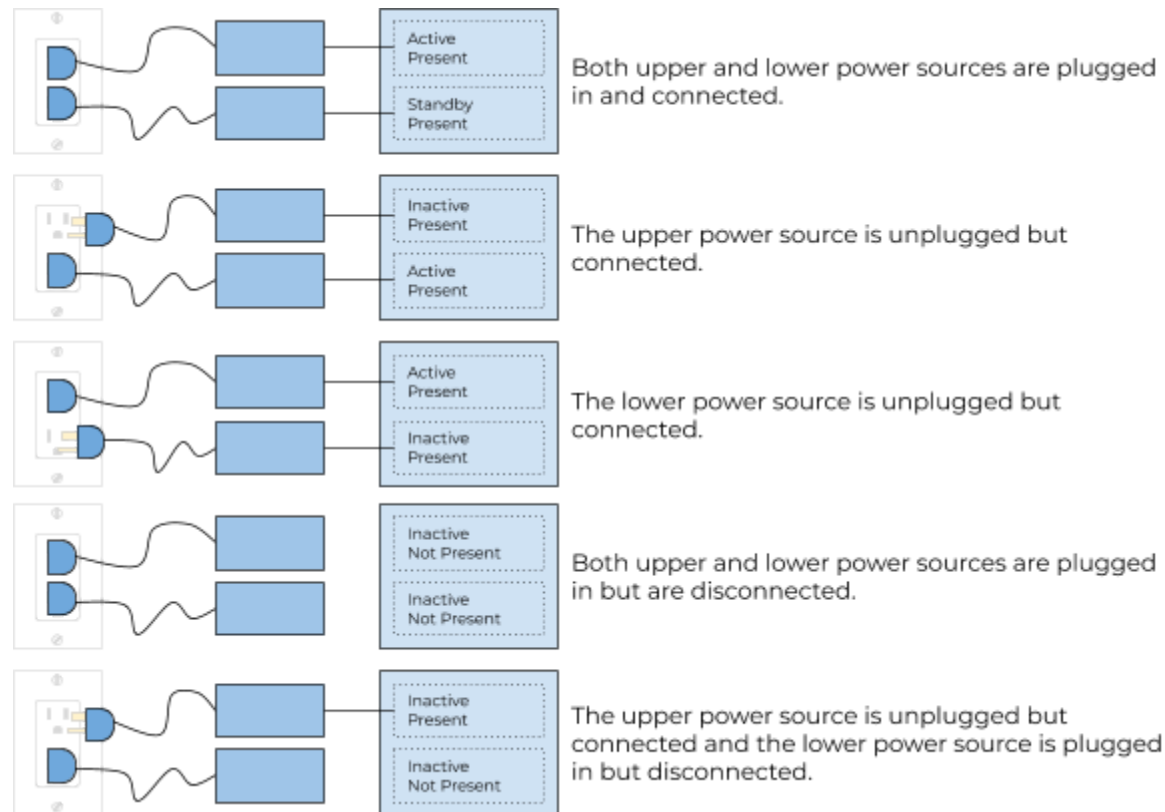 Active
Present
Standby
Present
Both upper and lower power sources are plugged
in and connected.
Inactive
Present
Active
Present
The upper power source is unplugged but
connected.
Active
Present
Inactive
Present
The lower power source is unplugged but
connected.
Inactive
Not Present
Inactive
Not Present
Both upper and lower power sources are plugged
in but are disconnected.
Inactive
Present
Inactive
Not Present
The upper power source is unplugged but
connected and the lower power source is plugged
in but disconnected.